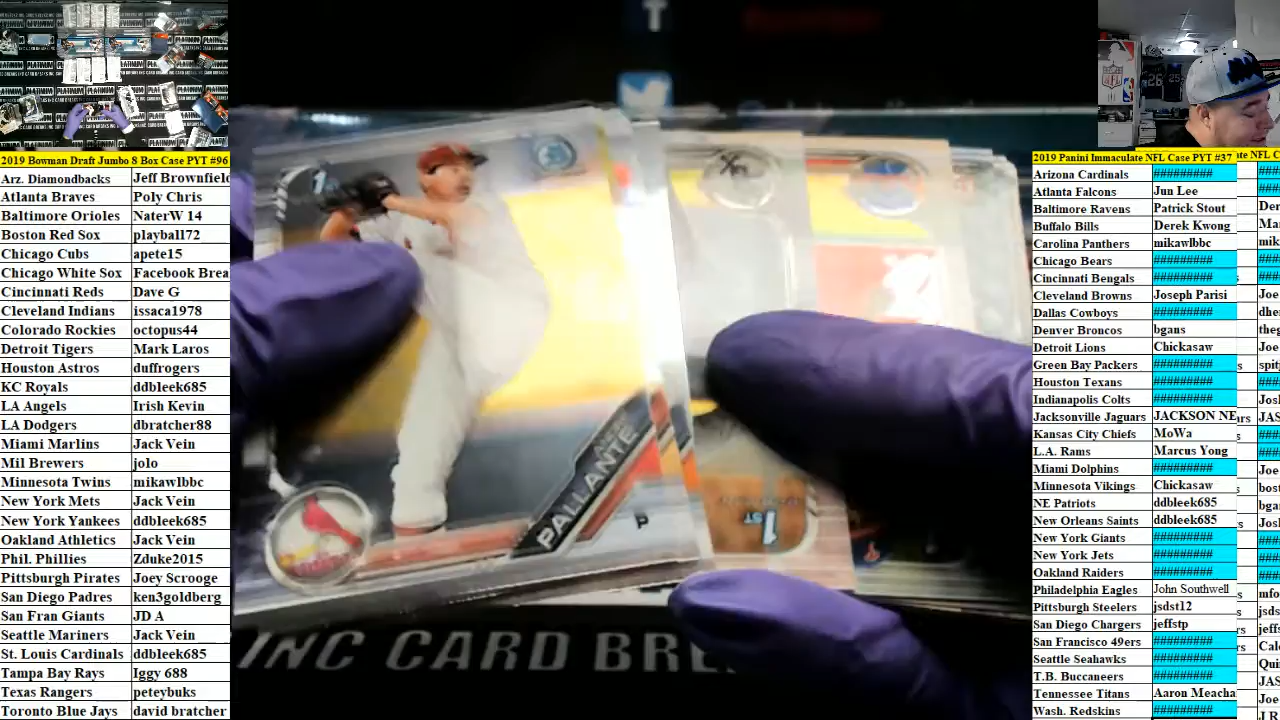 2019 Bowman Draft Jumbo 8 Box Case PYT #96
Arz. Diamondbacks Jeff Brownfield
Atlanta Braves Poly Chris
Baltimore Orioles NaterW 14
Boston Red Sox playball72
Chicago Cubs apete15
Chicago White Sox Facebook Brea
Cincinnati Reds Dave G
Cleveland Indians issaca1978
Colorado Rockies octopus44
Detroit Tigers Mark Laros
Houston Astros duffrogers
KC Royals ddbleek685
LA Angels Irish Kevin
LA Dodgers dbratcher88
Miami Marlins Jack Vein
Mil Brewers jolo
Minnesota Twins mikawlbbc
New York Mets Jack Vein
New York Yankees ddbleek685
Oakland Athletics Jack Vein
Phil. Phillies Zduke2015
Pittsburgh Pirates Joey Scrooge
San Diego Padres ken3goldberg
San Fran Giants JD A
Seattle Mariners Jack Vein
St. Louis Cardinals ddbleek685
Tampa Bay Rays Iggy 688
Texas Rangers peteybuks
Toronto Blue Jays david bratcher
PALLANTE
P
1ST
INC CARD BRE
2019 Panini Immaculate NFL Case PYT #37
Arizona Cardinals #########
Atlanta Falcons Jun Lee
Baltimore Ravens Patrick Stout
Buffalo Bills Derek Kwong
Carolina Panthers mikawlbbc
Chicago Bears #########
Cincinnati Bengals #########
Cleveland Browns Joseph Parisi
Dallas Cowboys #########
Denver Broncos bgans
Detroit Lions Chickasaw
Green Bay Packers #########
Houston Texans #########
Indianapolis Colts #########
Jacksonville Jaguars JACKSON NE
Kansas City Chiefs MoWa
L.A. Rams Marcus Yong
Miami Dolphins #########
Minnesota Vikings Chickasaw
NE Patriots ddbleek685
New Orleans Saints ddbleek685
New York Giants #########
New York Jets #########
Oakland Raiders #########
Philadelphia Eagles John Southwell
Pittsburgh Steelers jsdst12
San Diego Chargers jeffstp
San Francisco 49ers #########
Seattle Seahawks #########
T.B. Buccaneers #########
Tennessee Titans Aaron Meacha
Wash. Redskins #########